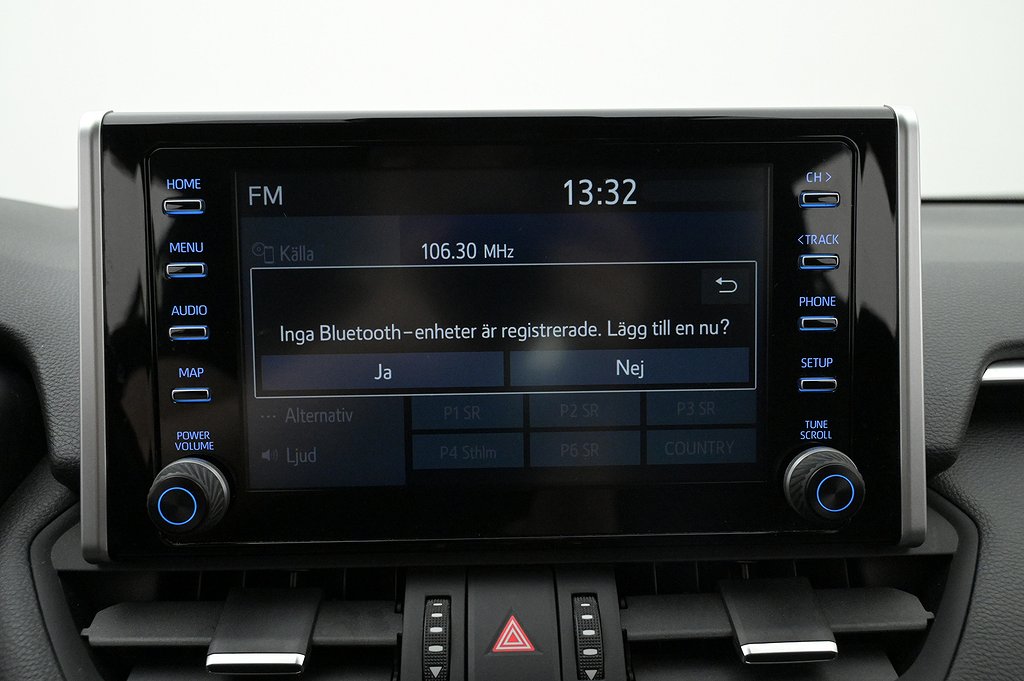 HOME
MENU
AUDIO
MAP
POWER
VOLUME
FM
13:32
Källa
106.30 MHz
Inga Bluetooth-enheter är registrerade. Lägg till en nu?
Ja
Nej
Alternativ
Ljud
P1 SR
P2 SR
P3 SR
P4 Sthlm
P6 SR
COUNTRY
CH >
< TRACK
PHONE
SETUP
TUNE
SCROLL